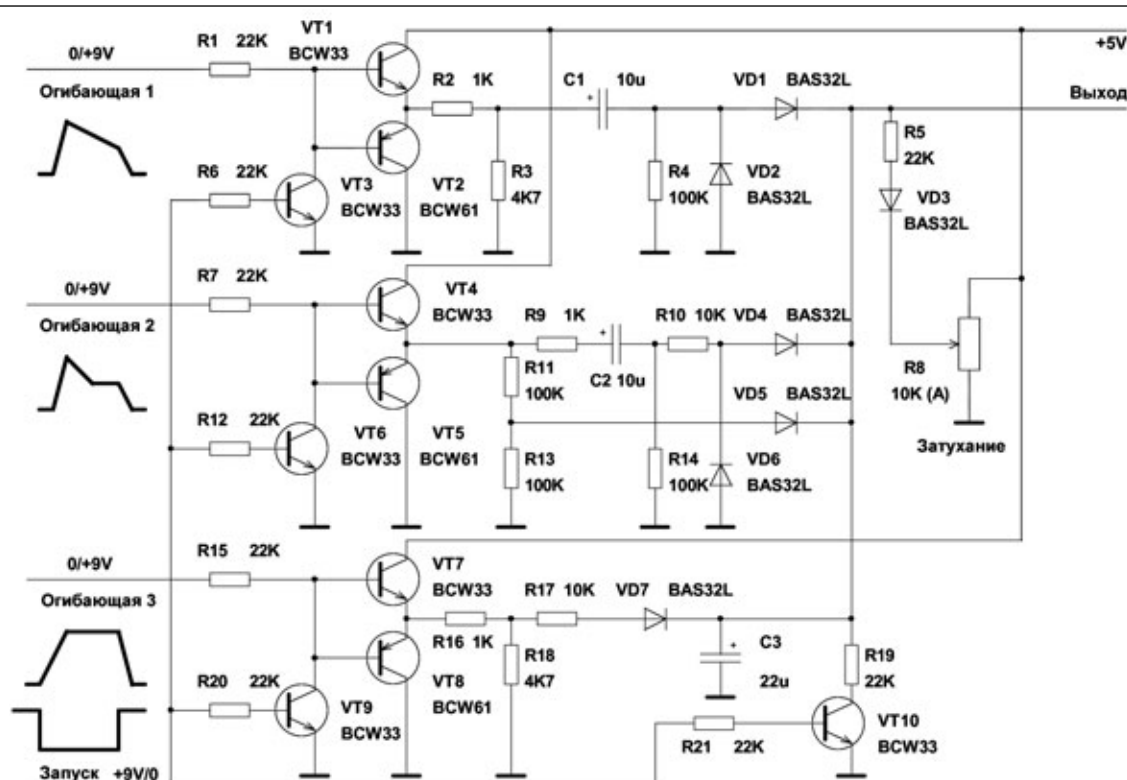 VT1
BCW33
R1 22K
0/+9V
Огибающая 1
R2 1K
C1 10u
+
VD1 BAS32L
+5V
Выход
R5
22K
R6 22K
VT3
BCW33
VT2
BCW61
R3
4K7
R4
100K
VD2
BAS32L
VD3
BAS32L
R7 22K
0/+9V
Огибающая 2
VT4
BCW33
R9 1K
+
C2 10u
R10 10K
VD4 BAS32L
R8
10K (A)
Затухание
R11
100K
VD5 BAS32L
R12 22K
VT6
BCW33
VT5
BCW61
R13
100K
R14
100K
VD6
BAS32L
R15 22K
0/+9V
Огибающая 3
VT7
BCW33
R17 10K
VD7 BAS32L
R16 1K
R18
4K7
+
C3
22u
R19
22K
R20 22K
VT9
BCW33
VT8
BCW61
R21 22K
VT10
BCW33
Запуск +9V/0